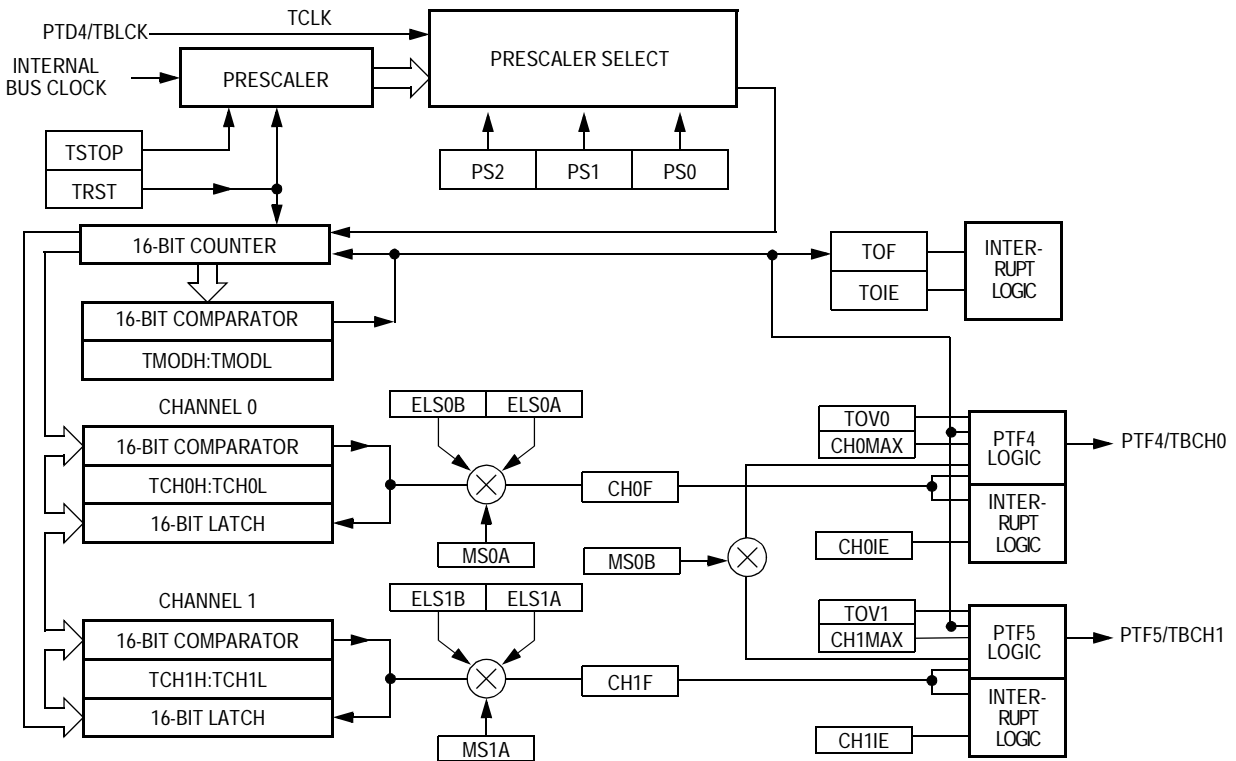 TCLK
PTD4/TBLCK
PRESCALER SELECT
INTERNAL
BUS CLOCK
PRESCALER
TSTOP
TRST
PS2
PS1
PS0
16-BIT COUNTER
TOF
TOIE
INTER-
RUPT
LOGIC
16-BIT COMPARATOR
TMODH:TMODL
CHANNEL 0
16-BIT COMPARATOR
TCH0H:TCH0L
16-BIT LATCH
ELS0B
ELS0A
MS0A
CH0F
TOV0
CH0MAX
PTF4
LOGIC
PTF4/TBCH0
INTER-
RUPT
LOGIC
CH0IE
MS0B
CHANNEL 1
16-BIT COMPARATOR
TCH1H:TCH1L
16-BIT LATCH
ELS1B
ELS1A
MS1A
CH1F
TOV1
CH1MAX
PTF5
LOGIC
PTF5/TBCH1
INTER-
RUPT
LOGIC
CH1IE